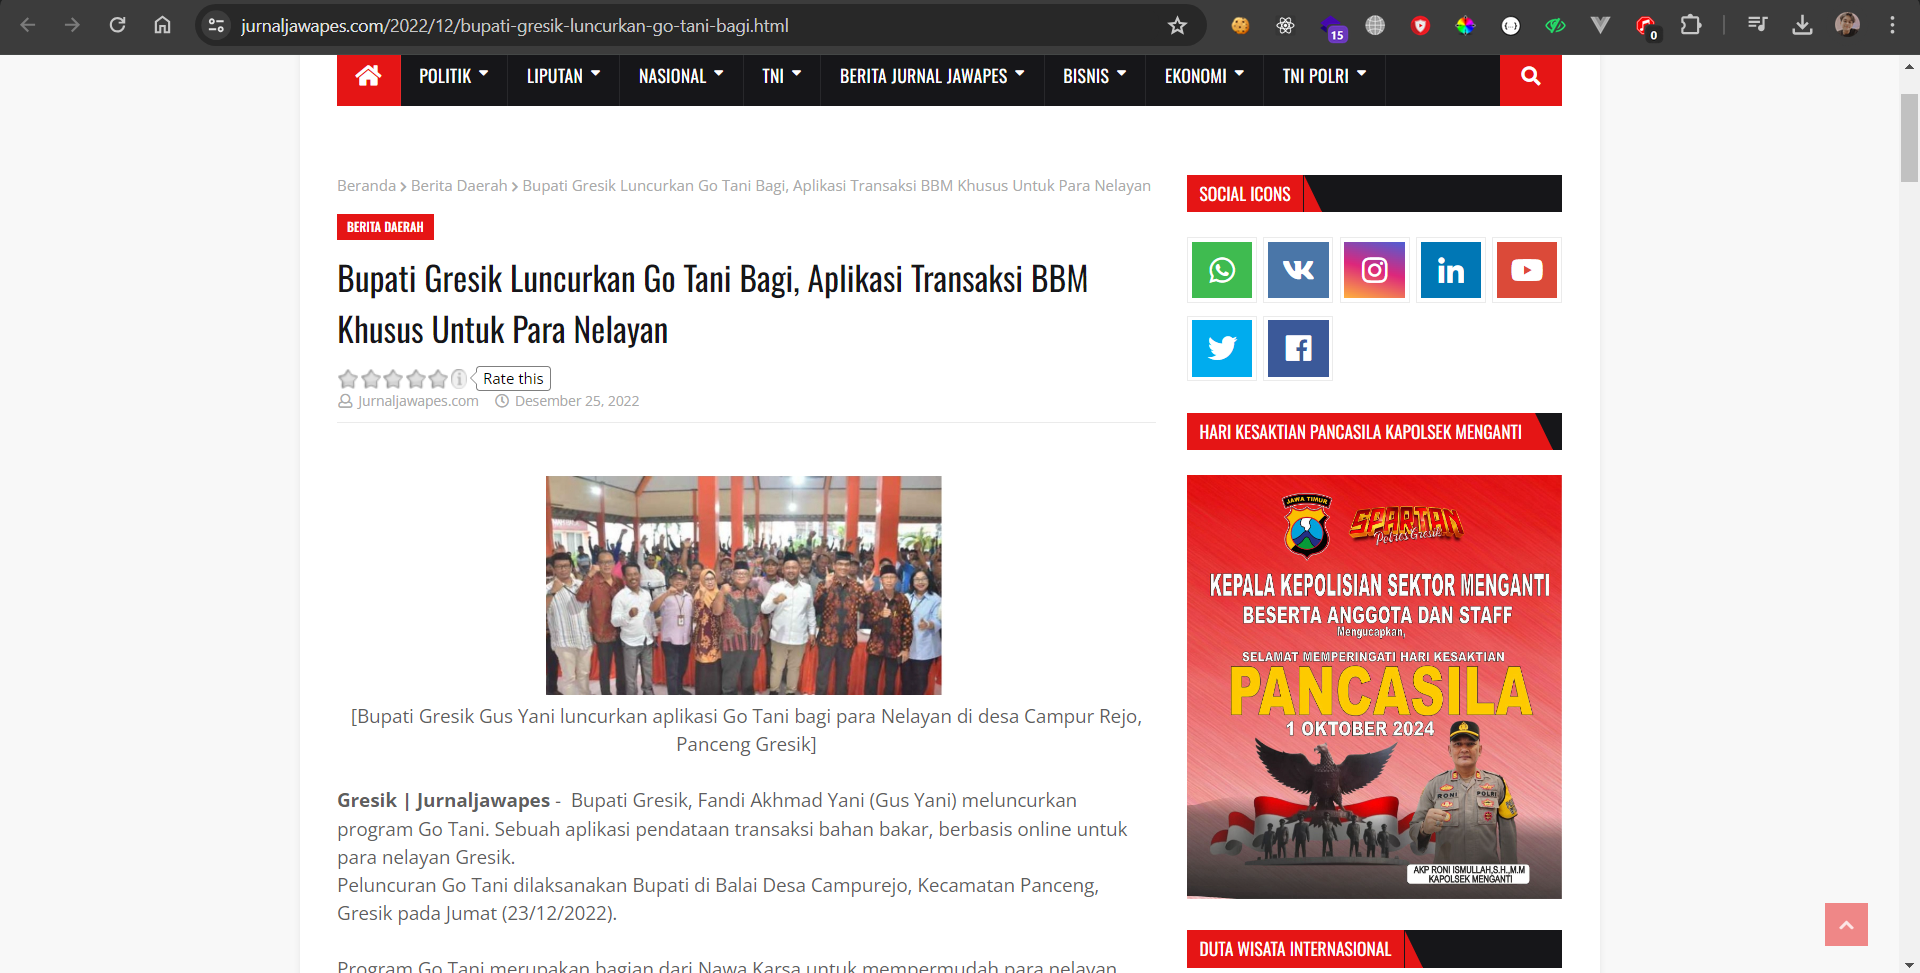 jurnaljawapes.com/2022/12/bupati-gresik-luncurkan-go-tani-bagi.html
15
0
POLITIK
LIPUTAN
NASIONAL
TNI
BERITA JURNAL JAWAPES
BISNIS
EKONOMI
TNI POLRI
Beranda > Berita Daerah > Bupati Gresik Luncurkan Go Tani Bagi, Aplikasi Transaksi BBM Khusus Untuk Para Nelayan
BERITA DAERAH
Bupati Gresik Luncurkan Go Tani Bagi, Aplikasi Transaksi BBM
Khusus Untuk Para Nelayan
Rate this
Jurnaljawapes.com Desember 25, 2022
[Bupati Gresik Gus Yani luncurkan aplikasi Go Tani bagi para Nelayan di desa Campur Rejo,
Panceng Gresik]
Gresik | Jurnaljawapes - Bupati Gresik, Fandi Akhmad Yani (Gus Yani) meluncurkan
program Go Tani. Sebuah aplikasi pendataan transaksi bahan bakar, berbasis online untuk
para nelayan Gresik.
Peluncuran Go Tani dilaksanakan Bupati di Balai Desa Campurejo, Kecamatan Panceng,
Gresik pada Jumat (23/12/2022).
Program Go Tani merupakan bagian dari Nawa Karsa untuk mempermudah para nelayan
SOCIAL ICONS
HARI KESAKTIAN PANCASILA KAPOLSEK MENGANTI
JAWA TIMUR
SPARTAN
Polres Gresik
KEPALA KEPOLISIAN SEKTOR MENGANTI
BESERTA ANGGOTA DAN STAFF
Mengucapkan,
SELAMAT MEMPERINGATI HARI KESAKTIAN
PANCASILA
1 OKTOBER 2024
RONI
POLRI
AKP RONI ISMULLAH,S.H.,M.M
KAPOLSEK MENGANTI
DUTA WISATA INTERNASIONAL